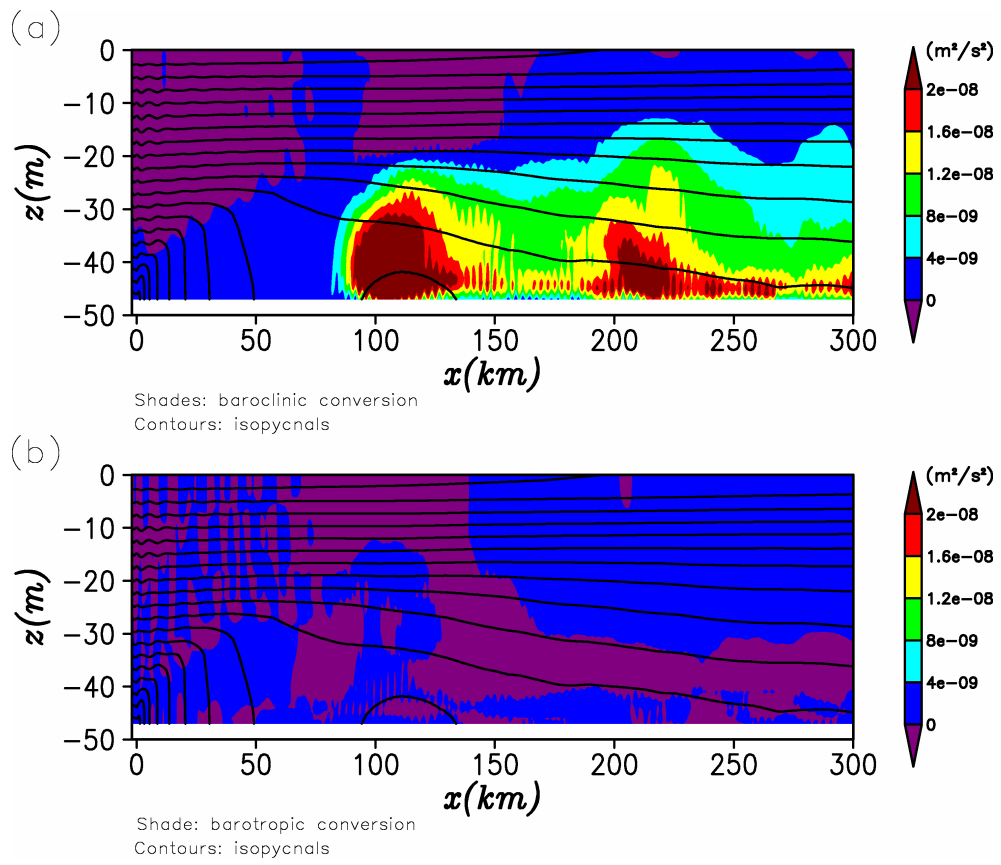 (a)
(m²/s²)
0
2e-08
-10
1.6e-08
-20
1.2e-08
z(m)
-30
8e-09
-40
4e-09
-50
0
0 50 100 150 200 250 300
x(km)
Shades: baroclinic conversion
Contours: isopycnals
(b)
(m²/s²)
0
2e-08
-10
1.6e-08
-20
1.2e-08
z(m)
-30
8e-09
-40
4e-09
-50
0
0 50 100 150 200 250 300
x(km)
Shade: barotropic conversion
Contours: isopycnals